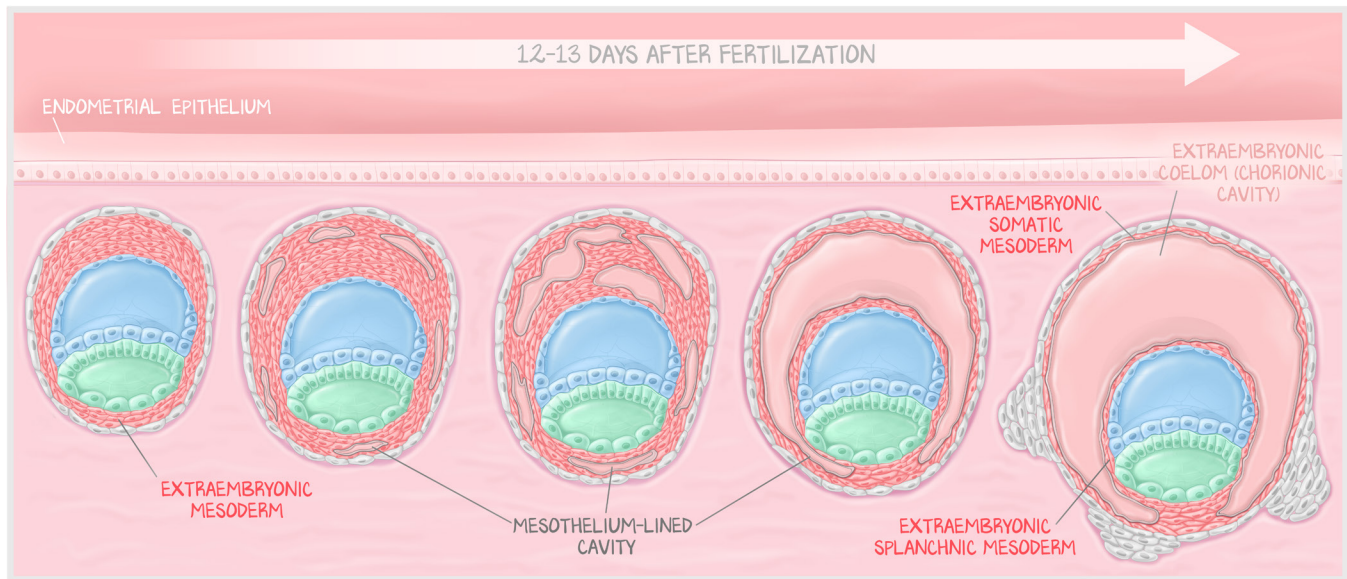 12-13 DAYS AFTER FERTILIZATION
ENDOMETRIAL EPITHELIUM
EXTRAEMBRYONIC
COELOM (CHORIONIC
CAVITY)
EXTRAEMBRYONIC
SOMATIC
MESODERM
EXTRAEMBRYONIC
MESODERM
MESOTHELIUM-LINED
CAVITY
EXTRAEMBRYONIC
SPLANCHNIC MESODERM